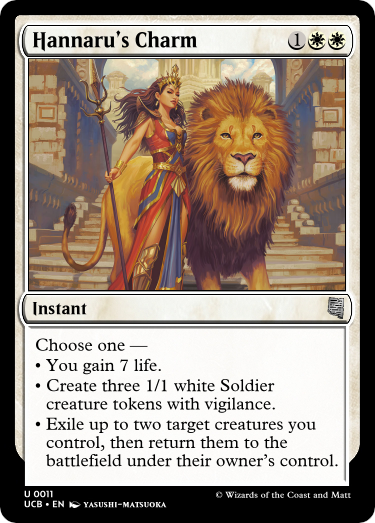 Hannaru's Charm 1
Instant
Choose one —
• You gain 7 life.
• Create three 1/1 white Soldier
creature tokens with vigilance.
• Exile up to two target creatures you
control, then return them to the
battlefield under their owner's control.
U 0011
UCB • EN YASUSHI-MATSUOKA
© Wizards of the Coast and Matt